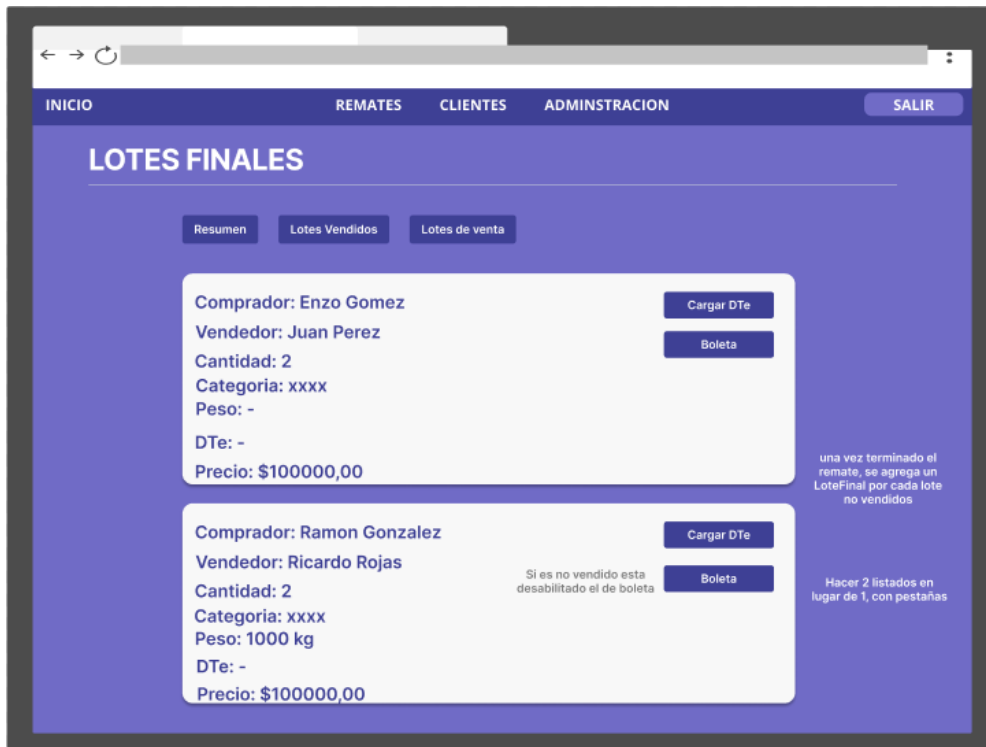 INICIO REMATES CLIENTES ADMINSTRACION SALIR
LOTES FINALES
Resumen Lotes Vendidos Lotes de venta
Comprador: Enzo Gomez
Cargar DTe
Vendedor: Juan Perez
Boleta
Cantidad: 2
Categoria: xxxx
Peso: -
DTe: -
Precio: $100000,00
una vez terminado el
remate, se agrega un
LoteFinal por cada lote
no vendidos
Comprador: Ramon Gonzalez
Cargar DTe
Vendedor: Ricardo Rojas
Si es no vendido esta
desabilitado el de boleta
Boleta
Cantidad: 2
Categoria: xxxx
Peso: 1000 kg
DTe: -
Precio: $100000,00
Hacer 2 listados en
lugar de 1, con pestañas